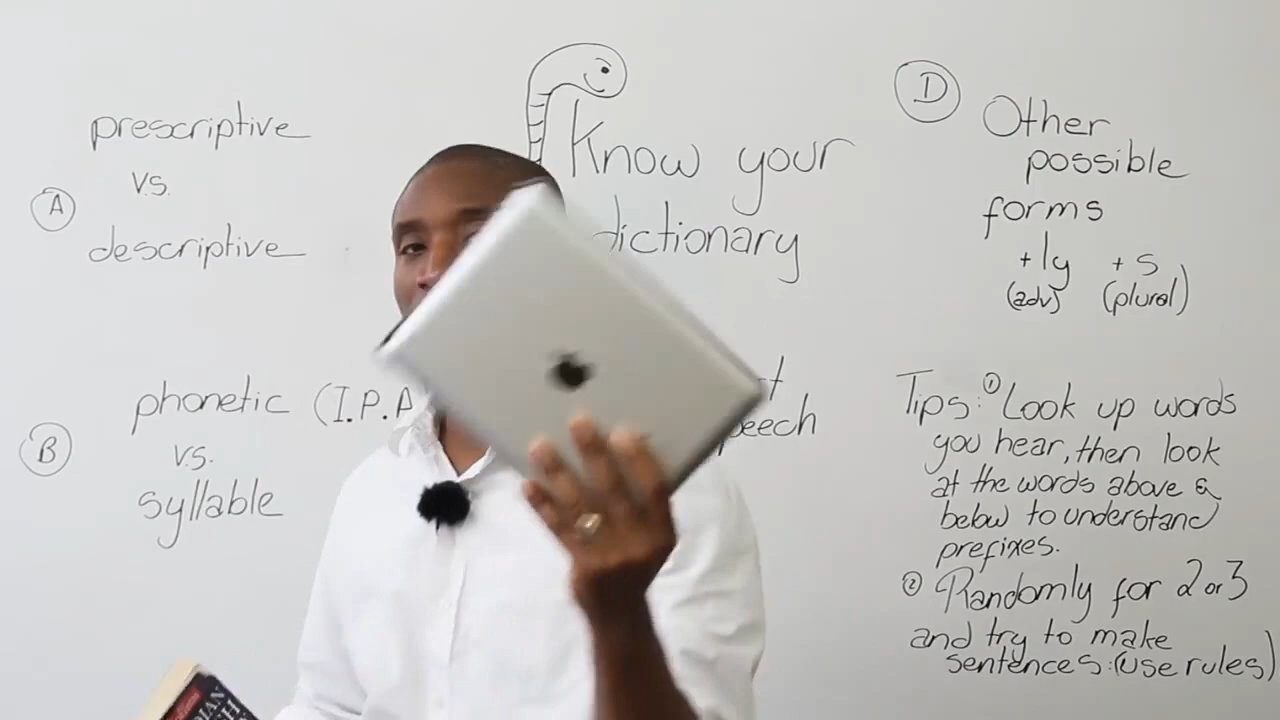 A
prescriptive
vs.
descriptive
B
phonetic (I.P.A
vs.
syllable
Know your
dictionary
D
Other
possible
forms
+ly +s
(adv) (plural)
Tips: ① Look up words
you hear, then look
at the words above &
below to understand
prefixes.
② Randomly for 2 or 3
and try to make
sentences: (use rules)